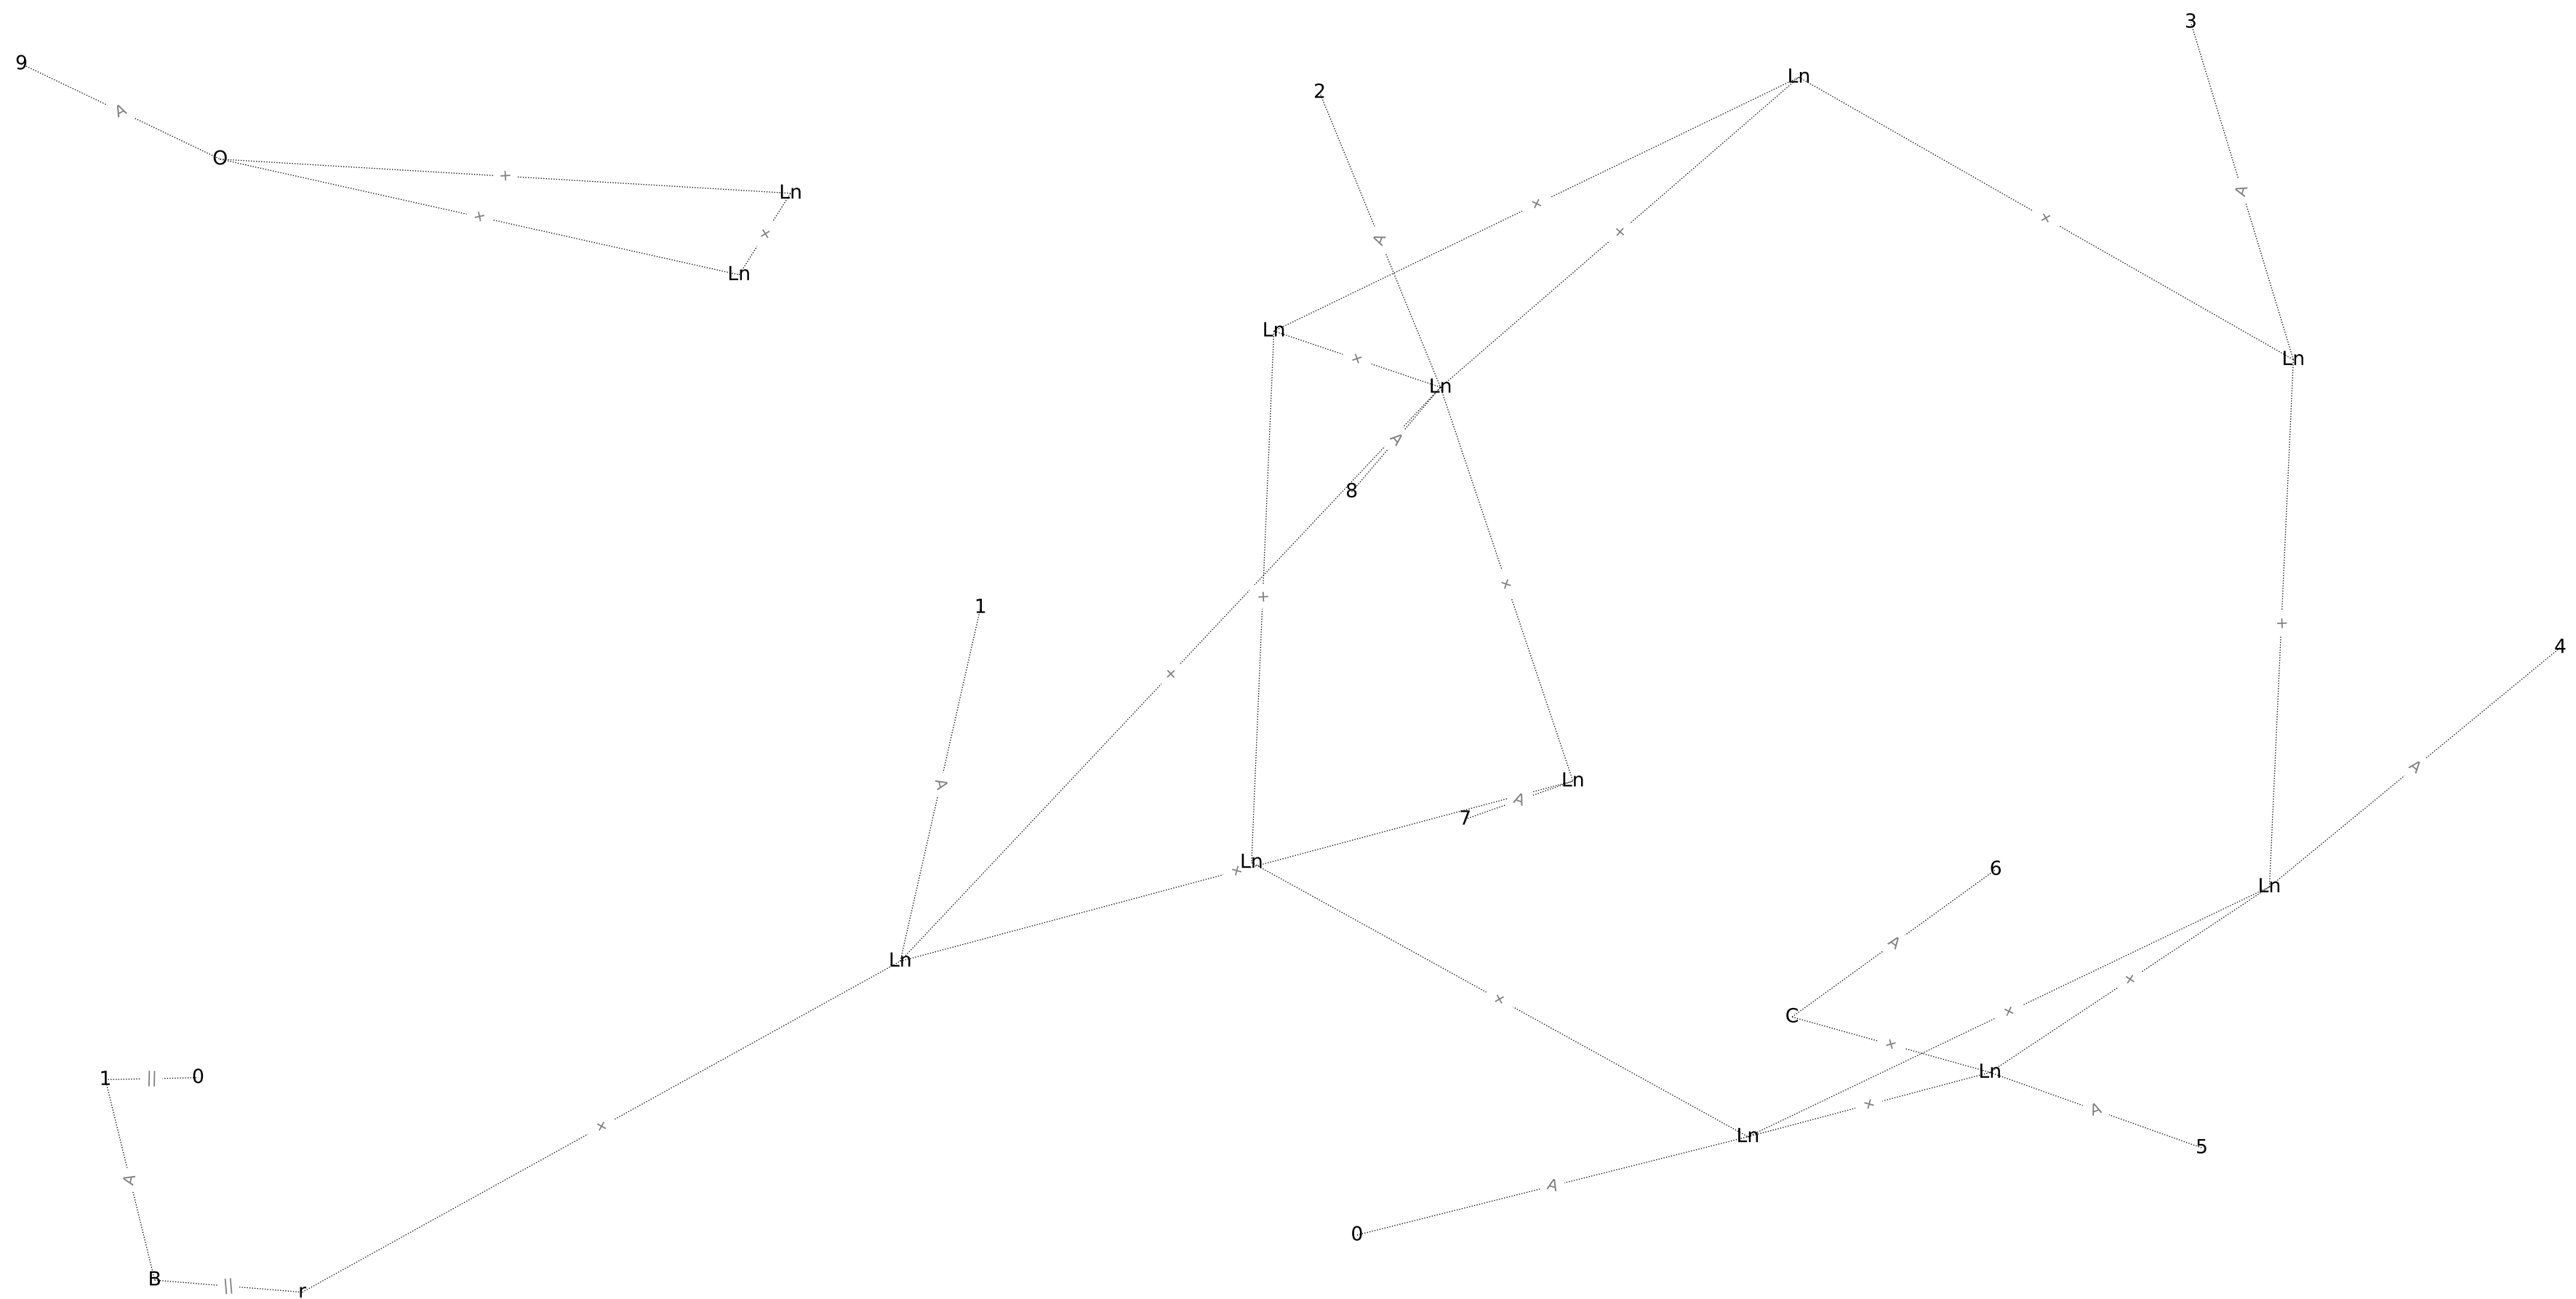 3
9
Ln
2
A
O
+
Ln
A
×
×
×
×
A
×
Ln
Ln
Ln
×
Ln
A
8
×
+
1
+
4
×
A
A
Ln
A
7
Ln
×
6
Ln
A
Ln
×
×
×
C
×
Ln
1 || 0
×
A
×
Ln
5
A
A
0
B
||
r